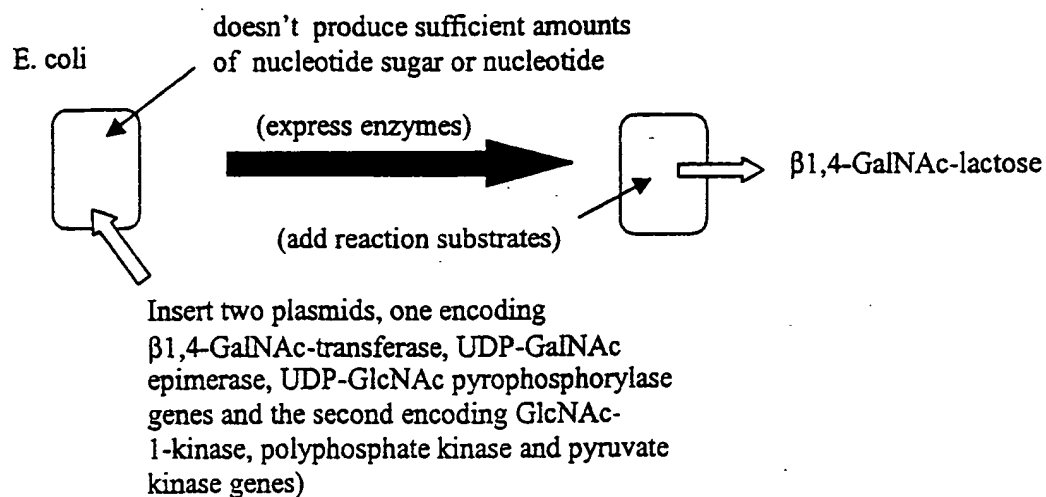 doesn't produce sufficient amounts
of nucleotide sugar or nucleotide
E. coli
(express enzymes)
β1,4-GalNAc-lactose
(add reaction substrates)
Insert two plasmids, one encoding
β1,4-GalNAc-transferase, UDP-GalNAc
epimerase, UDP-GlcNAc pyrophosphorylase
genes and the second encoding GlcNAc-
1-kinase, polyphosphate kinase and pyruvate
kinase genes)